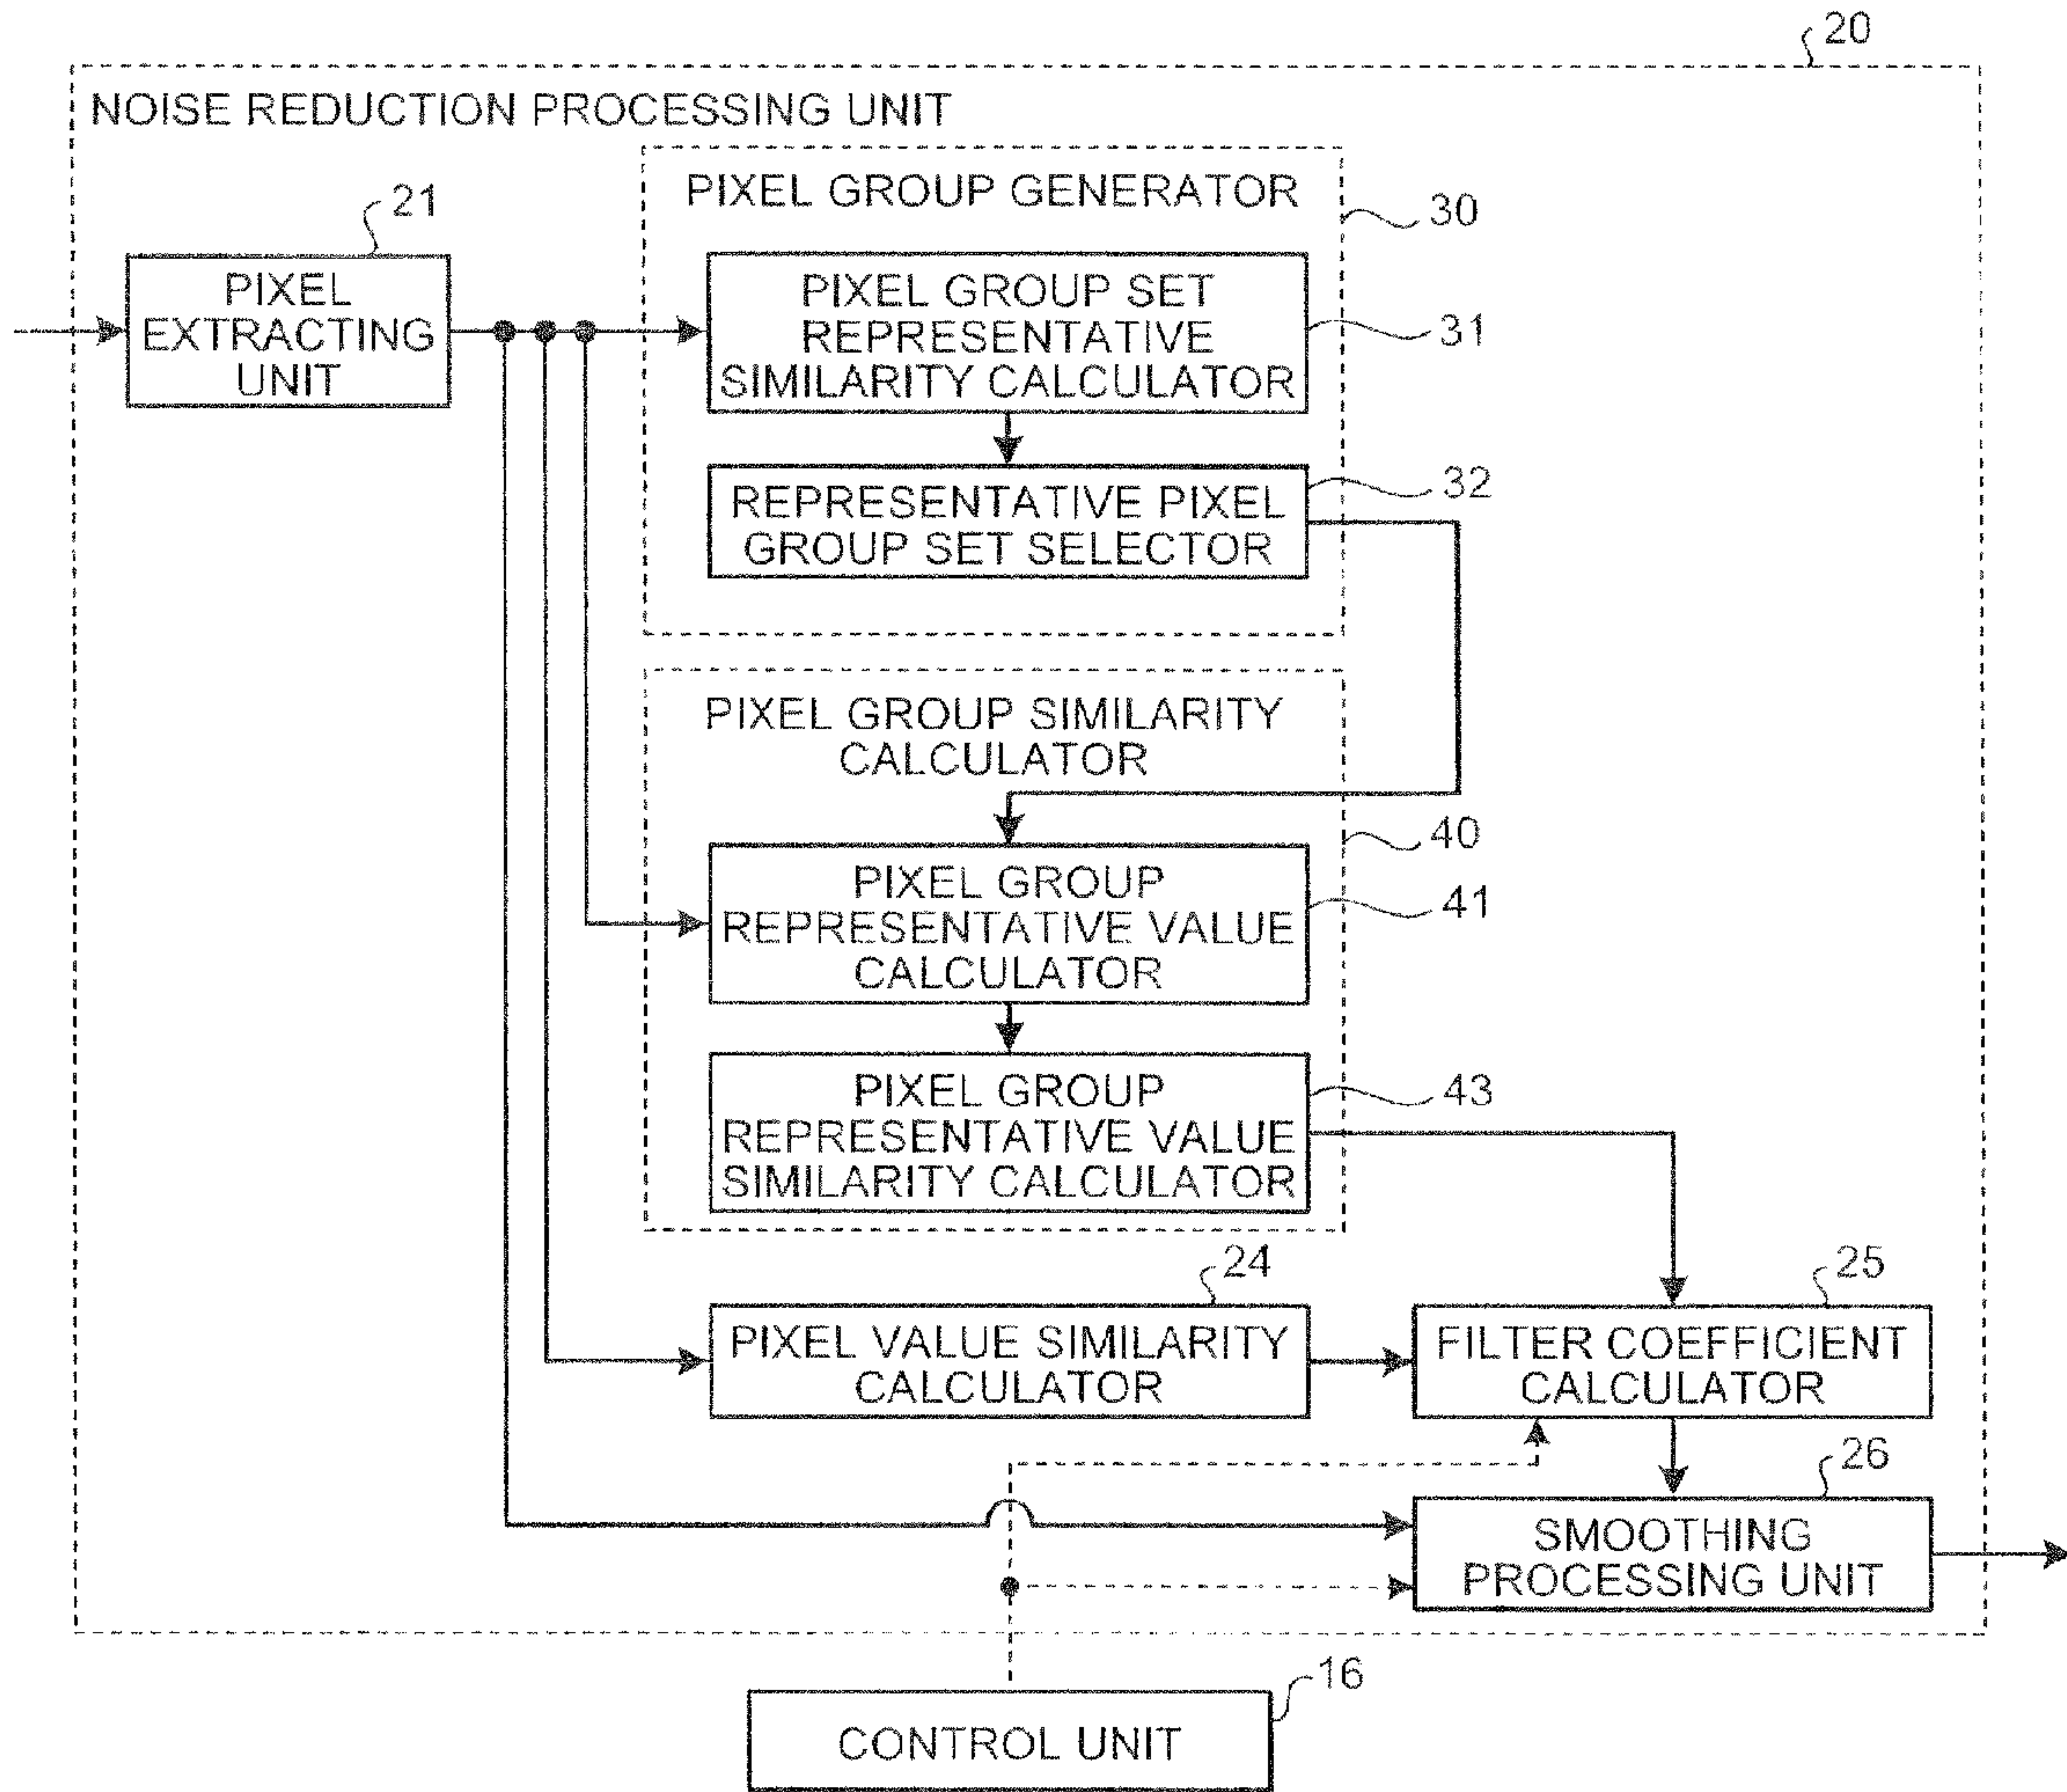 20
NOISE REDUCTION PROCESSING UNIT
21
PIXEL
EXTRACTING
UNIT
PIXEL GROUP GENERATOR
30
PIXEL GROUP SET
REPRESENTATIVE
SIMILARITY CALCULATOR
31
REPRESENTATIVE PIXEL
GROUP SET SELECTOR
32
PIXEL GROUP SIMILARITY
CALCULATOR
40
PIXEL GROUP
REPRESENTATIVE VALUE
CALCULATOR
41
PIXEL GROUP
REPRESENTATIVE VALUE
SIMILARITY CALCULATOR
43
24
PIXEL VALUE SIMILARITY
CALCULATOR
25
FILTER COEFFICIENT
CALCULATOR
26
SMOOTHING
PROCESSING UNIT
16
CONTROL UNIT